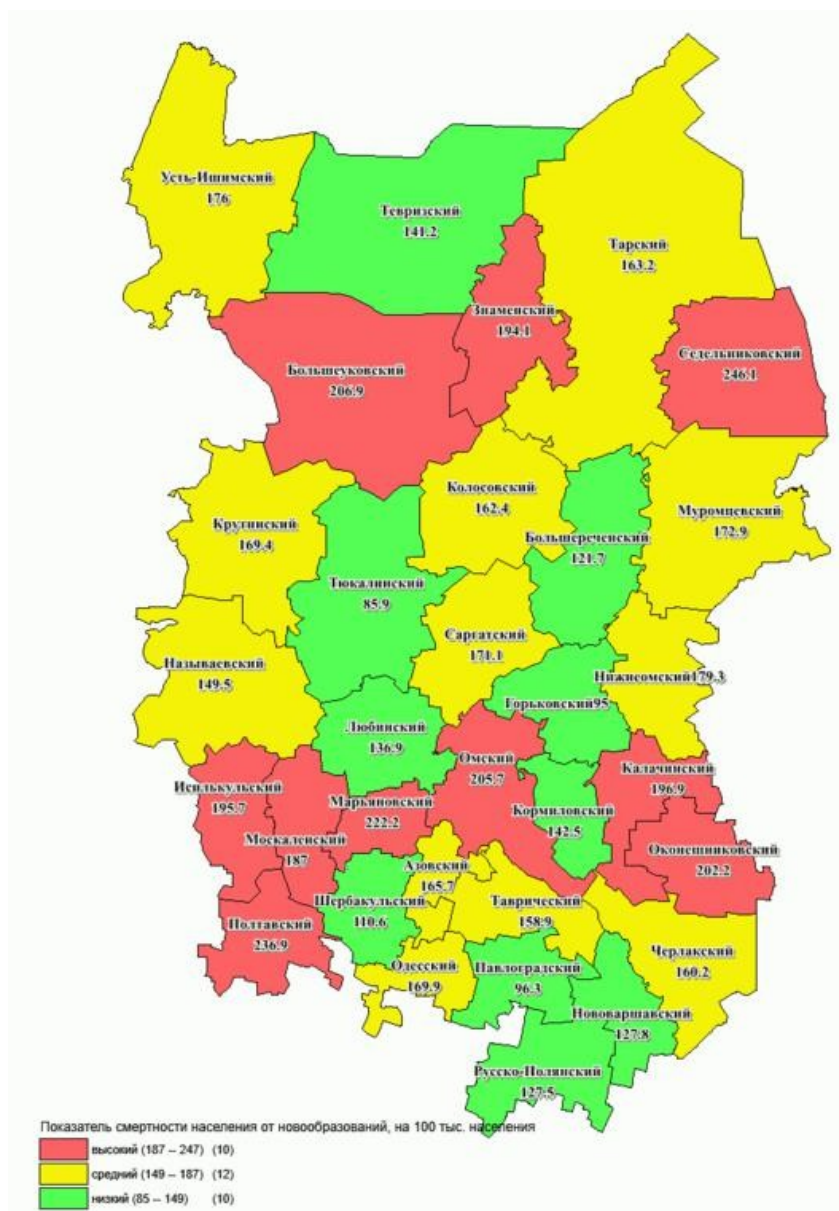 Усть-Ишимский
176
Тевризский
141.2
Тарский
163.2
Знаменский
194.1
Седельниковский
246.1
Большеуковский
206.9
Колосовский
162.4
Муромцевский
172.9
Крутинский
169.4
Большереченский
121.7
Тюкалинский
85.9
Саргатский
171.1
Называевский
149.5
Нижнеомский179.3
Горьковский95
Любинский
136.9
Омский
205.7
Калачинский
196.9
Исилькульский
195.7
Марьяновский
222.2
Кормиловский
142.5
Москаленский
187
Оконешниковский
202.2
Азовский
165.7
Шербакульский
110.6
Таврический
158.9
Полтавский
236.9
Черлакский
160.2
Одесский
169.9
Павлоградский
96.3
Нововаршавский
127.8
Русско-Полянский
127.5
Показатель смертности населения от новообразований, на 100 тыс. населения
высокий (187 – 247) (10)
средний (149 – 187) (12)
низкий (85 – 149) (10)